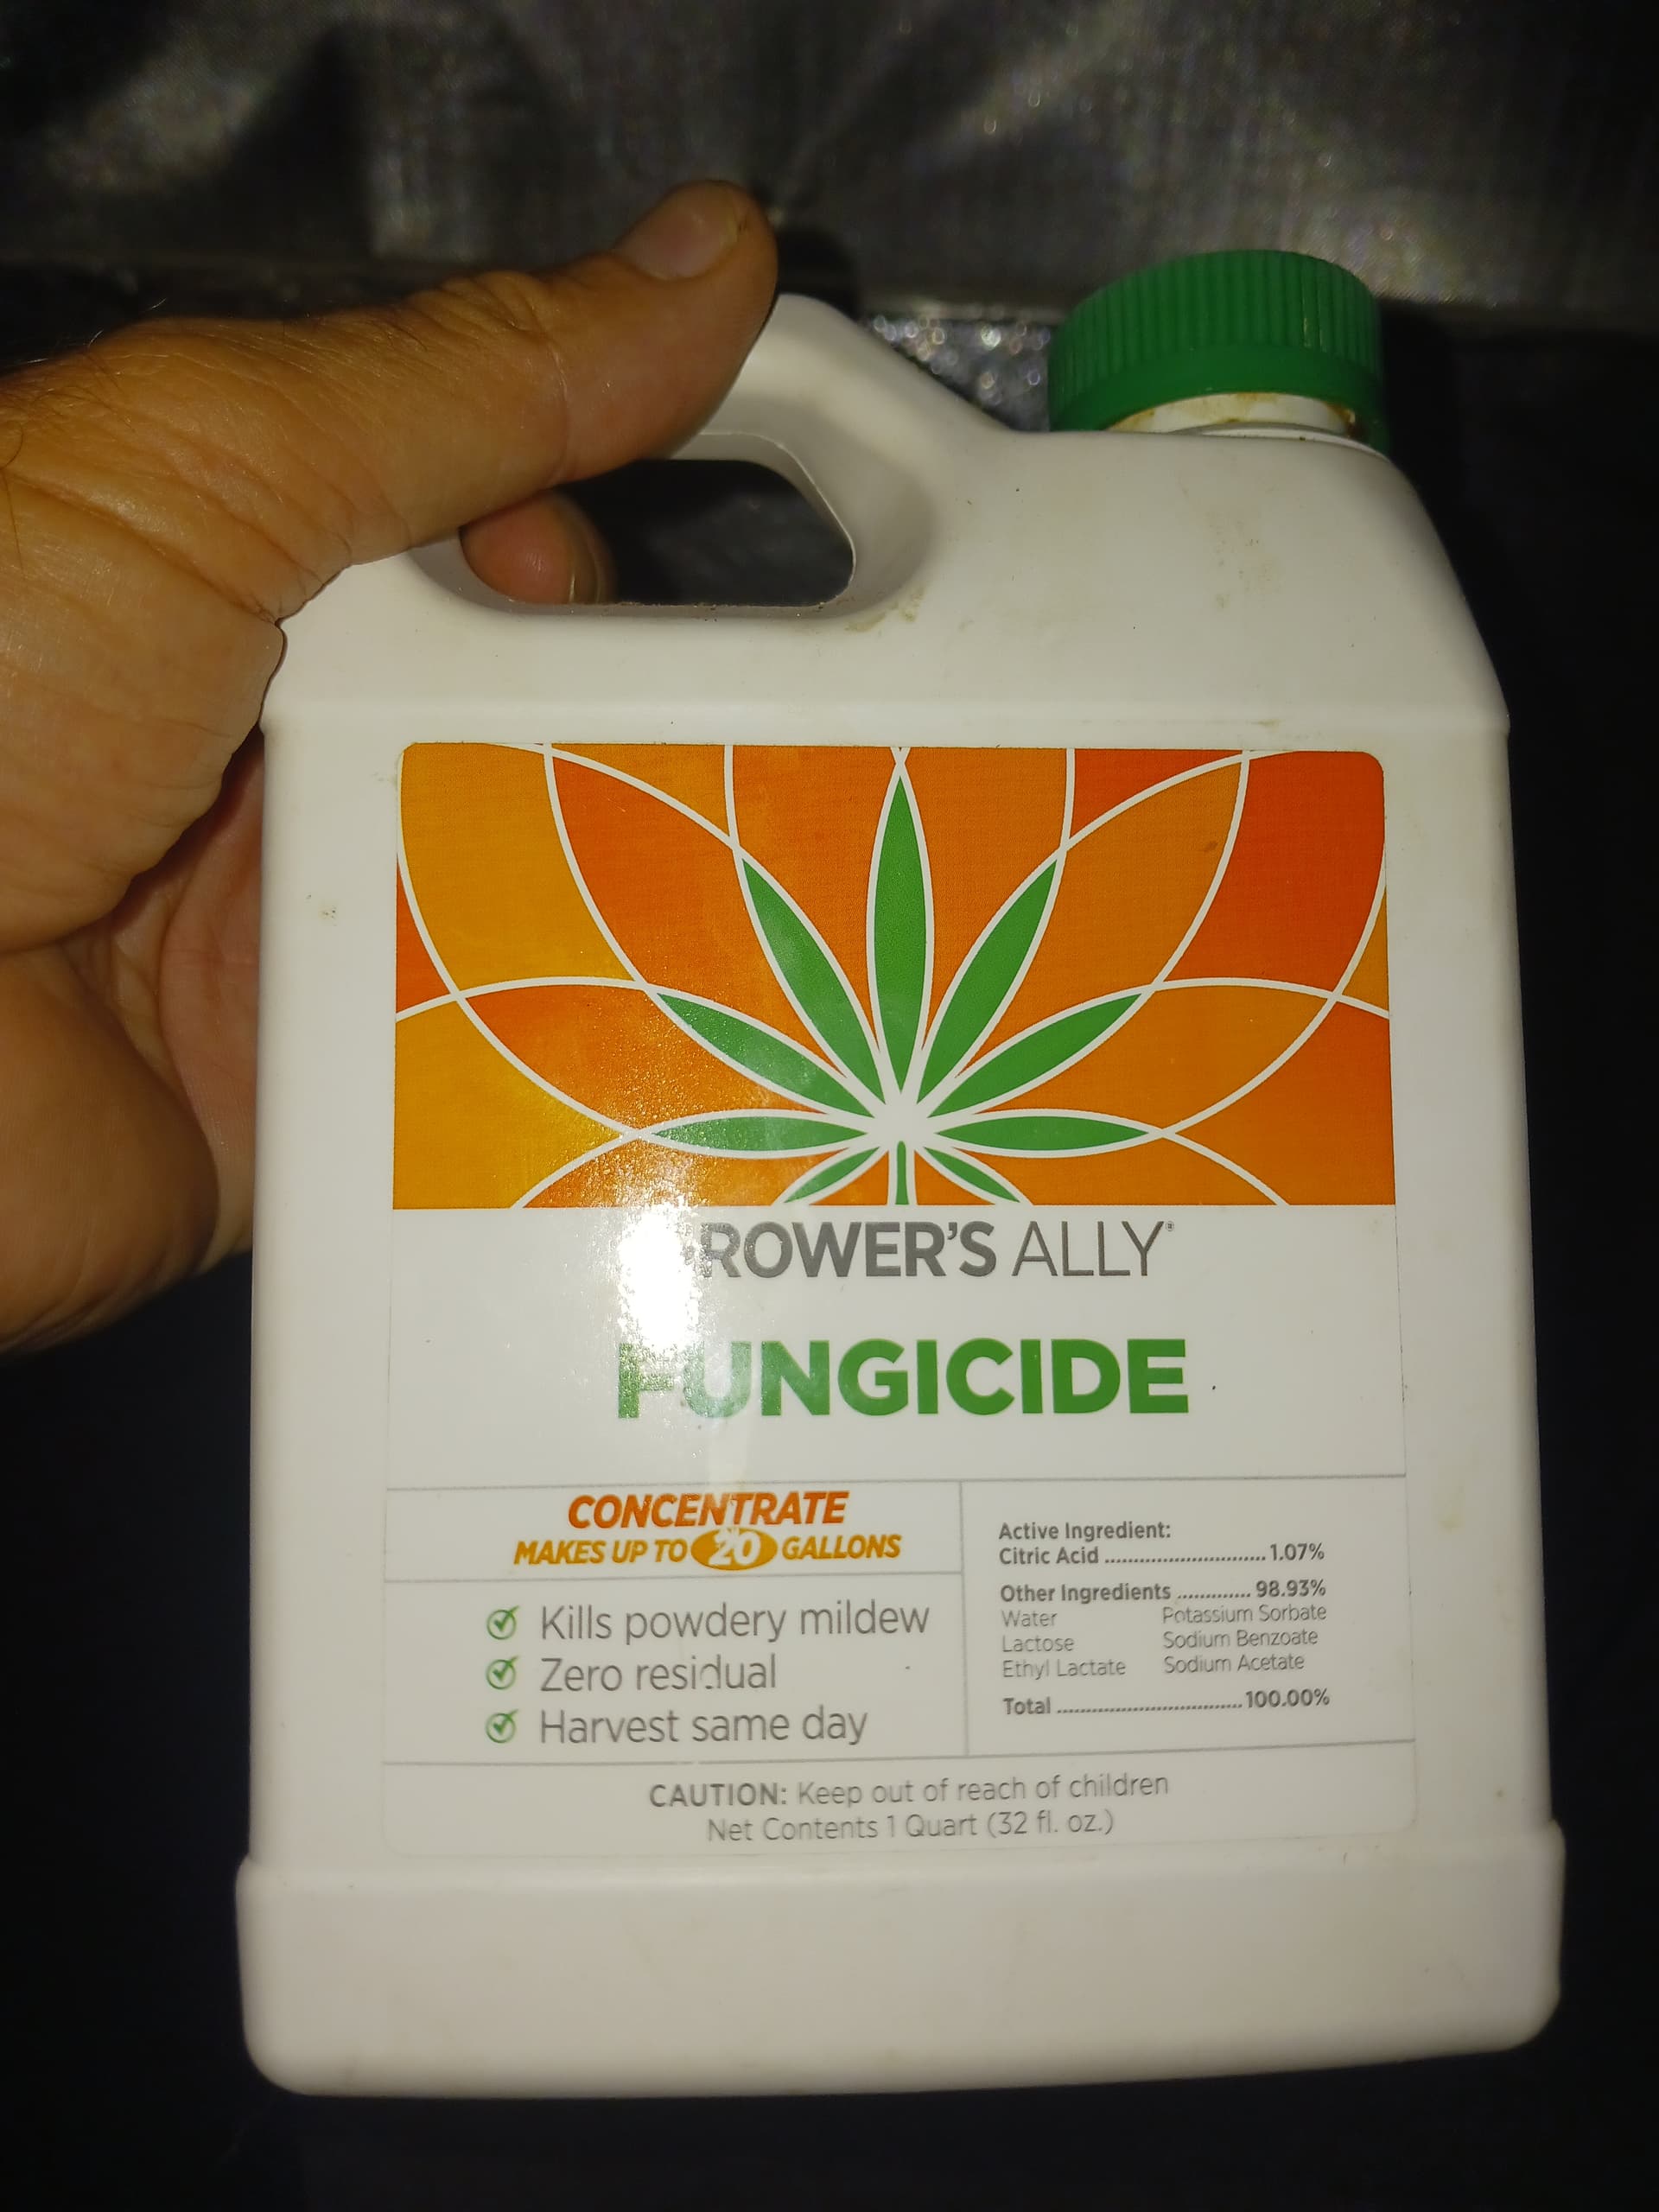 GROWER'S ALLY®
FUNGICIDE
CONCENTRATE
MAKES UP TO 20 GALLONS
Kills powdery mildew
Zero residual
Harvest same day
Active Ingredient:
Citric Acid ............................ 1.07%
Other Ingredients ............. 98.93%
Water Potassium Sorbate
Lactose Sodium Benzoate
Ethyl Lactate Sodium Acetate
Total ................................ 100.00%
CAUTION: Keep out of reach of children
Net Contents 1 Quart (32 fl. oz.)